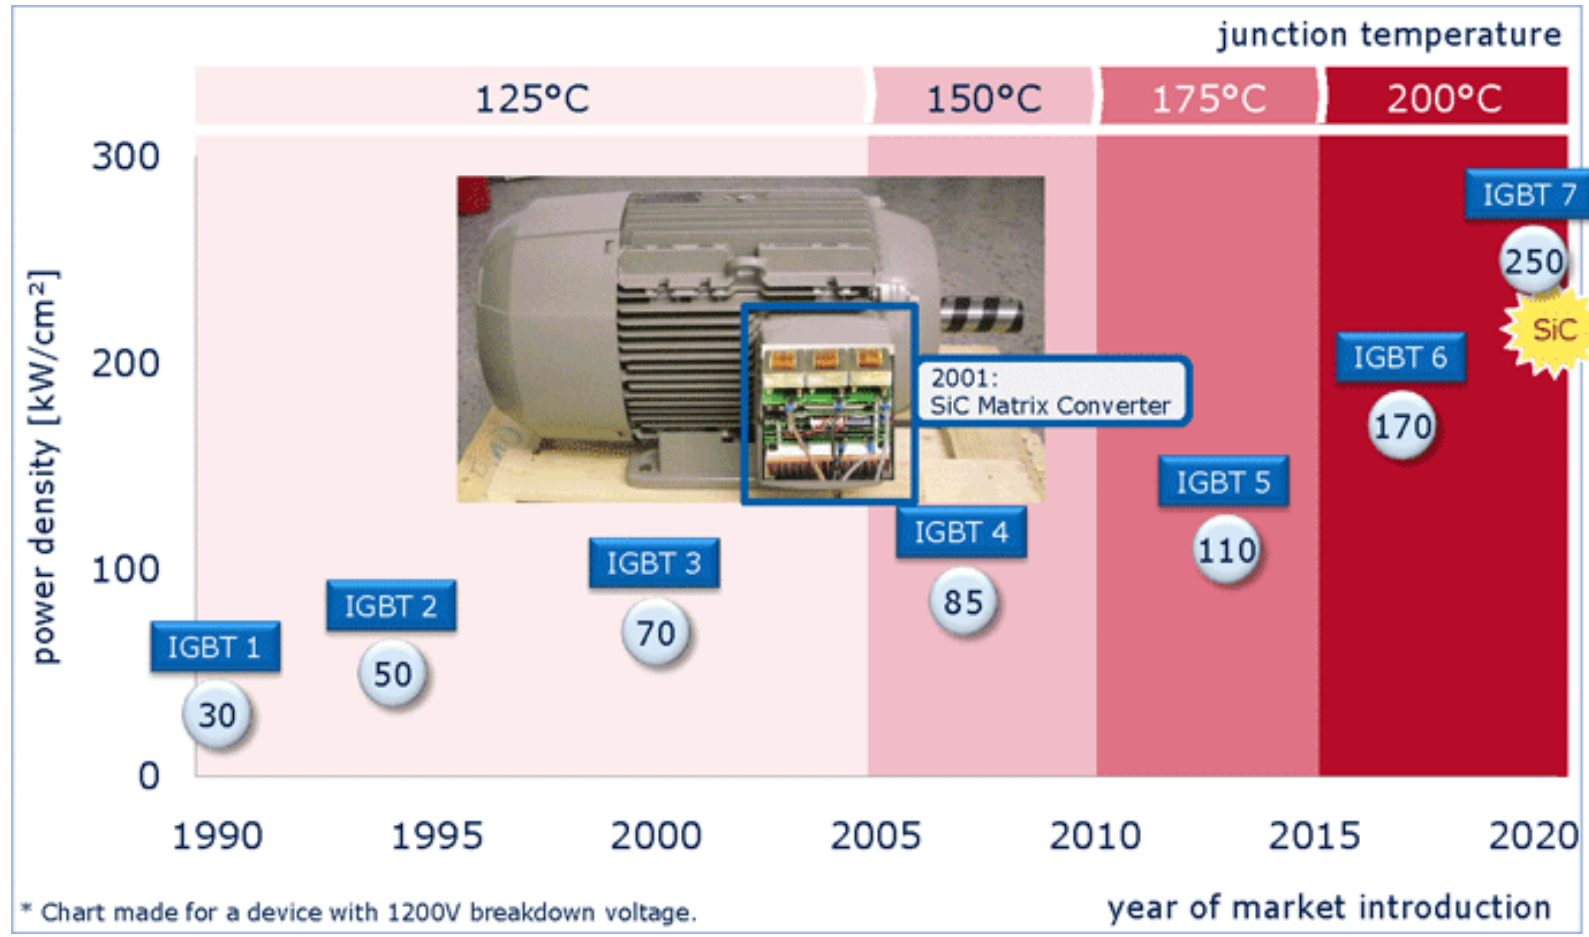 junction temperature
125°C 150°C 175°C 200°C
300
200
100
0
power density [kW/cm²]
IGBT 1
30
IGBT 2
50
IGBT 3
70
2001:
SiC Matrix Converter
IGBT 4
85
IGBT 5
110
IGBT 6
170
IGBT 7
250
SiC
1990 1995 2000 2005 2010 2015 2020
* Chart made for a device with 1200V breakdown voltage.
year of market introduction